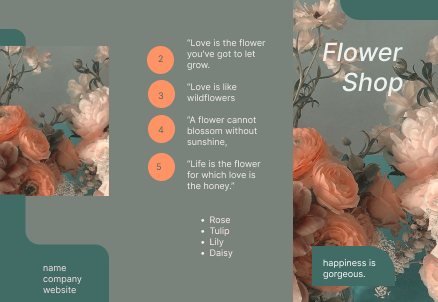 name
company
website
2
"Love is the flower
you've got to let
grow.
3
"Love is like
wildflowers
4
"A flower cannot
blossom without
sunshine,
5
"Life is the flower
for which love is
the honey."
• Rose
• Tulip
• Lily
• Daisy
Flower
Shop
happiness is
gorgeous.